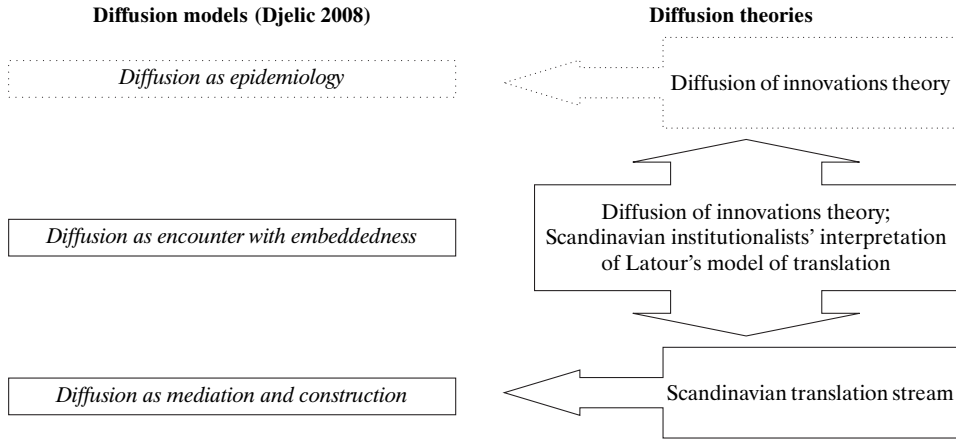 Diffusion models (Djelic 2008)
Diffusion theories
Diffusion as epidemiology
Diffusion of innovations theory
Diffusion as encounter with embeddedness
Diffusion of innovations theory;
Scandinavian institutionalists’ interpretation
of Latour’s model of translation
Diffusion as mediation and construction
Scandinavian translation stream